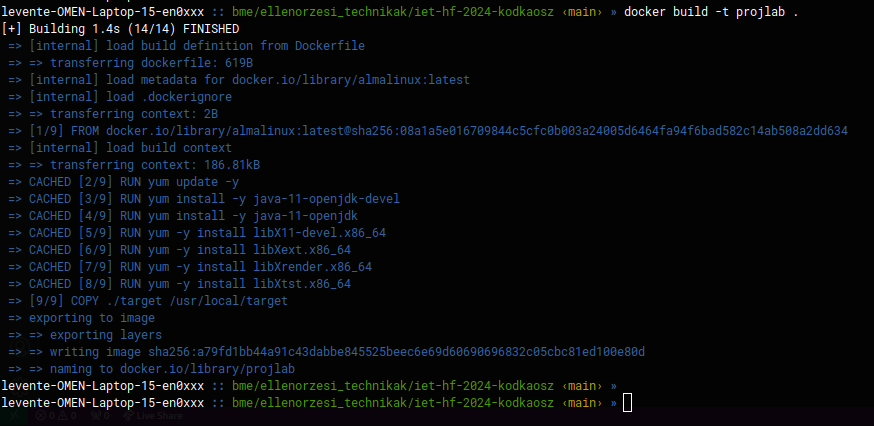 levente-OMEN-Laptop-15-en0xxx :: bme/ellenorzesi_technikak/iet-hf-2024-kodkaosz ‹main› » docker build -t projlab .
[+] Building 1.4s (14/14) FINISHED
=> [internal] load build definition from Dockerfile
=> => transferring dockerfile: 619B
=> [internal] load metadata for docker.io/library/almalinux:latest
=> [internal] load .dockerignore
=> => transferring context: 2B
=> [1/9] FROM docker.io/library/almalinux:latest@sha256:08a1a5e016709844c5cfc0b003a24005d6464fa94f6bad582c14ab508a2dd634
=> [internal] load build context
=> => transferring context: 186.81kB
=> CACHED [2/9] RUN yum update -y
=> CACHED [3/9] RUN yum install -y java-11-openjdk-devel
=> CACHED [4/9] RUN yum install -y java-11-openjdk
=> CACHED [5/9] RUN yum -y install libX11-devel.x86_64
=> CACHED [6/9] RUN yum -y install libXext.x86_64
=> CACHED [7/9] RUN yum -y install libXrender.x86_64
=> CACHED [8/9] RUN yum -y install libXtst.x86_64
=> [9/9] COPY ./target /usr/local/target
=> exporting to image
=> => exporting layers
=> => writing image sha256:a79fd1bb44a91c43dabbe845525beec6e69d60690696832c05cbc81ed100e80d
=> => naming to docker.io/library/projlab
levente-OMEN-Laptop-15-en0xxx :: bme/ellenorzesi_technikak/iet-hf-2024-kodkaosz ‹main› »
levente-OMEN-Laptop-15-en0xxx :: bme/ellenorzesi_technikak/iet-hf-2024-kodkaosz ‹main› »
0 0 0 Live Share